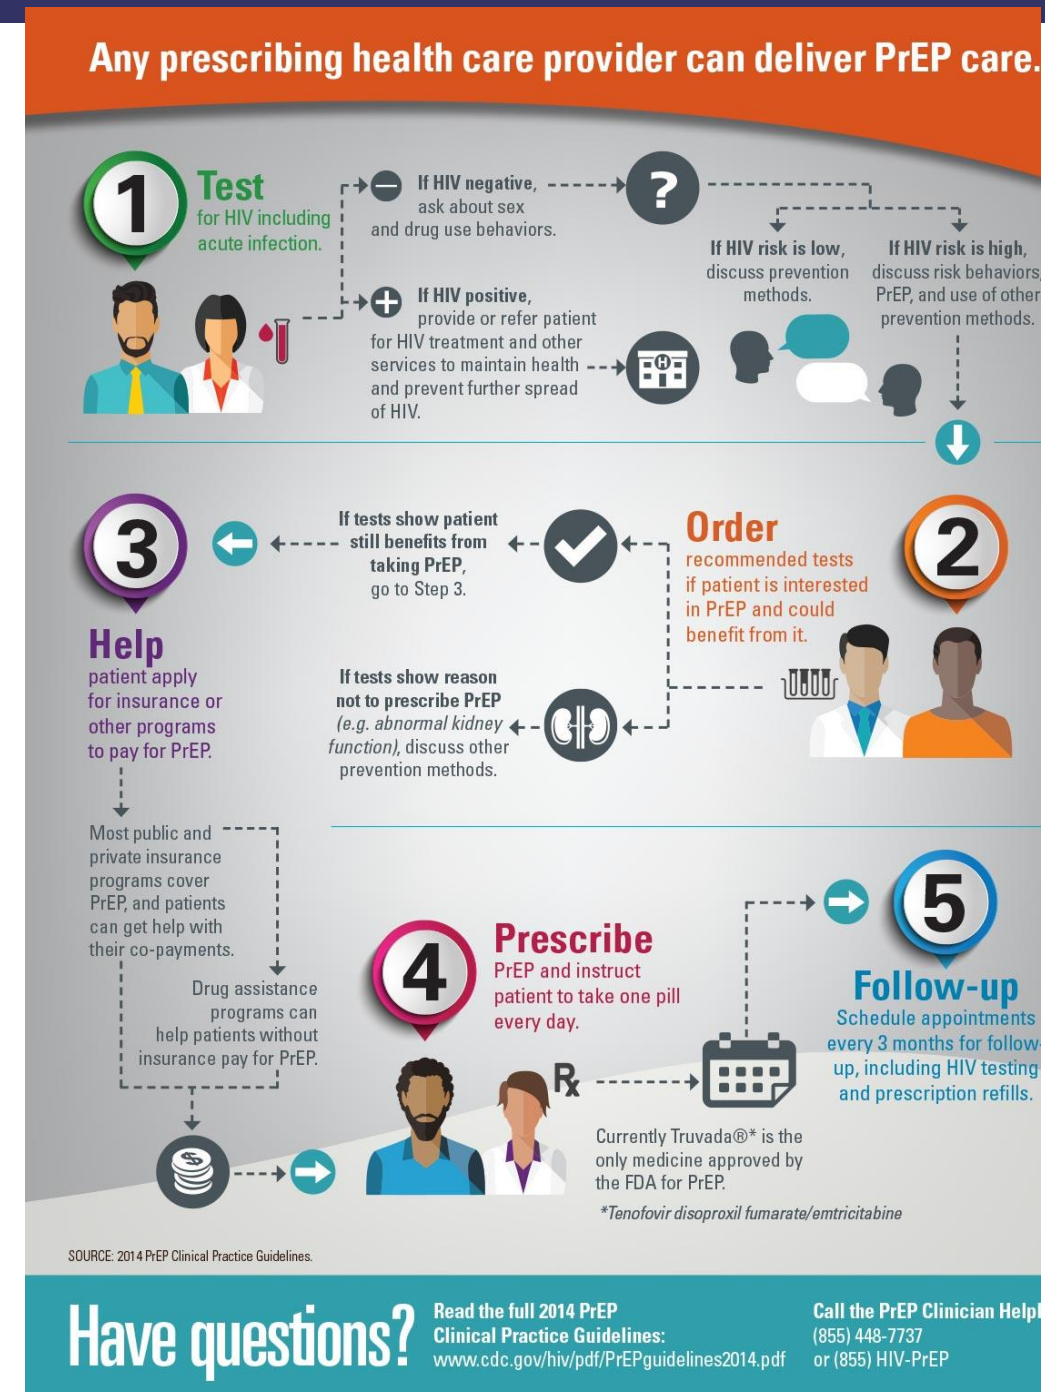 Any prescribing health care provider can deliver PrEP care.
1
Test
for HIV including
acute infection.
If HIV negative,
ask about sex
and drug use behaviors.
?
If HIV risk is low,
discuss prevention
methods.
If HIV risk is high,
discuss risk behaviors,
PrEP, and use of other
prevention methods.
If HIV positive,
provide or refer patient
for HIV treatment and other
services to maintain health
and prevent further spread
of HIV.
H
2
Order
recommended tests
if patient is interested
in PrEP and could
benefit from it.
If tests show patient
still benefits from
taking PrEP,
go to Step 3.
If tests show reason
not to prescribe PrEP
(e.g. abnormal kidney
function), discuss other
prevention methods.
3
Help
patient apply
for insurance or
other programs
to pay for PrEP.
Most public and
private insurance
programs cover
PrEP, and patients
can get help with
their co-payments.
Drug assistance
programs can
help patients without
insurance pay for PrEP.
$
4
Prescribe
PrEP and instruct
patient to take one pill
every day.
Rx
Currently Truvada®* is the
only medicine approved by
the FDA for PrEP.
*Tenofovir disoproxil fumarate/emtricitabine
5
Follow-up
Schedule appointments
every 3 months for follow-
up, including HIV testing
and prescription refills.
SOURCE: 2014 PrEP Clinical Practice Guidelines.
Have questions?
Read the full 2014 PrEP
Clinical Practice Guidelines:
www.cdc.gov/hiv/pdf/PrEPguidelines2014.pdf
Call the PrEP Clinician Help
(855) 448-7737
or (855) HIV-PrEP